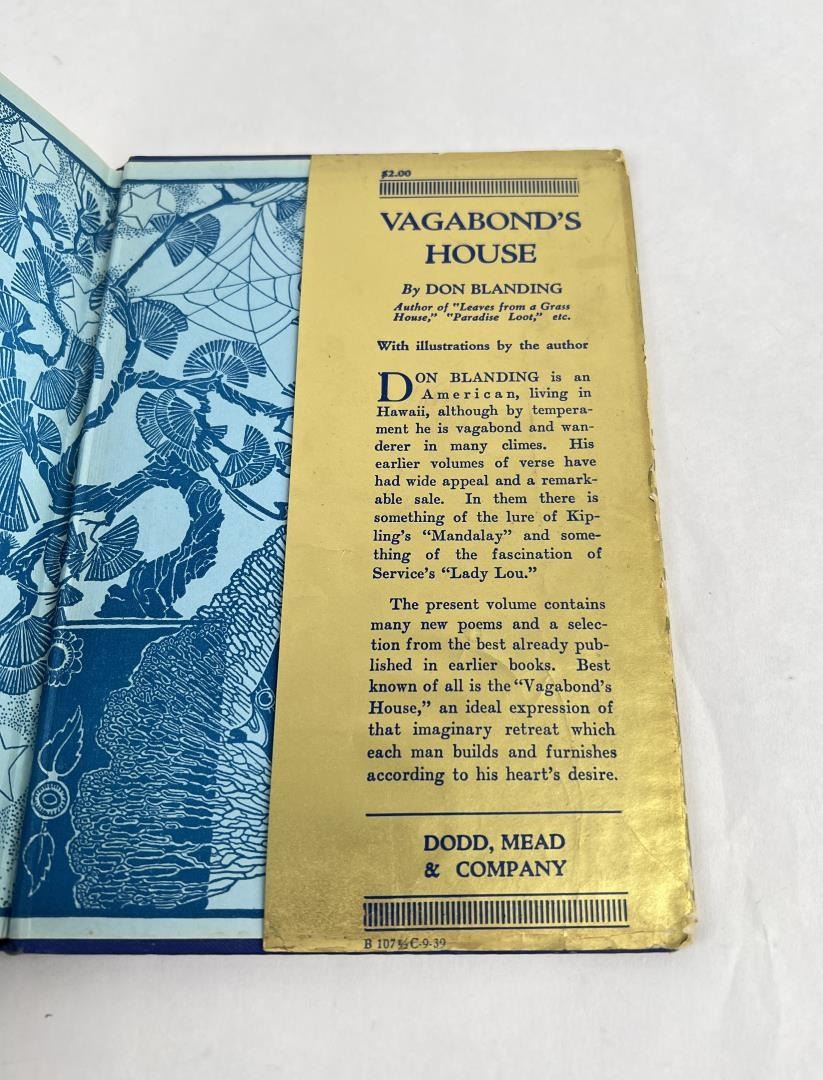 $2.00
VAGABOND'S
HOUSE
By DON BLANDING
Author of "Leaves from a Grass
House," "Paradise Loot," etc.
With illustrations by the author
DON BLANDING is an
American, living in
Hawaii, although by tempera-
ment he is vagabond and wan-
derer in many climes. His
earlier volumes of verse have
had wide appeal and a remark-
able sale. In them there is
something of the lure of Kip-
ling's "Mandalay" and some-
thing of the fascination of
Service's "Lady Lou."
The present volume contains
many new poems and a selec-
tion from the best already pub-
lished in earlier books. Best
known of all is the "Vagabond's
House," an ideal expression of
that imaginary retreat which
each man builds and furnishes
according to his heart's desire.
DODD, MEAD
& COMPANY
B 107 C-9-39